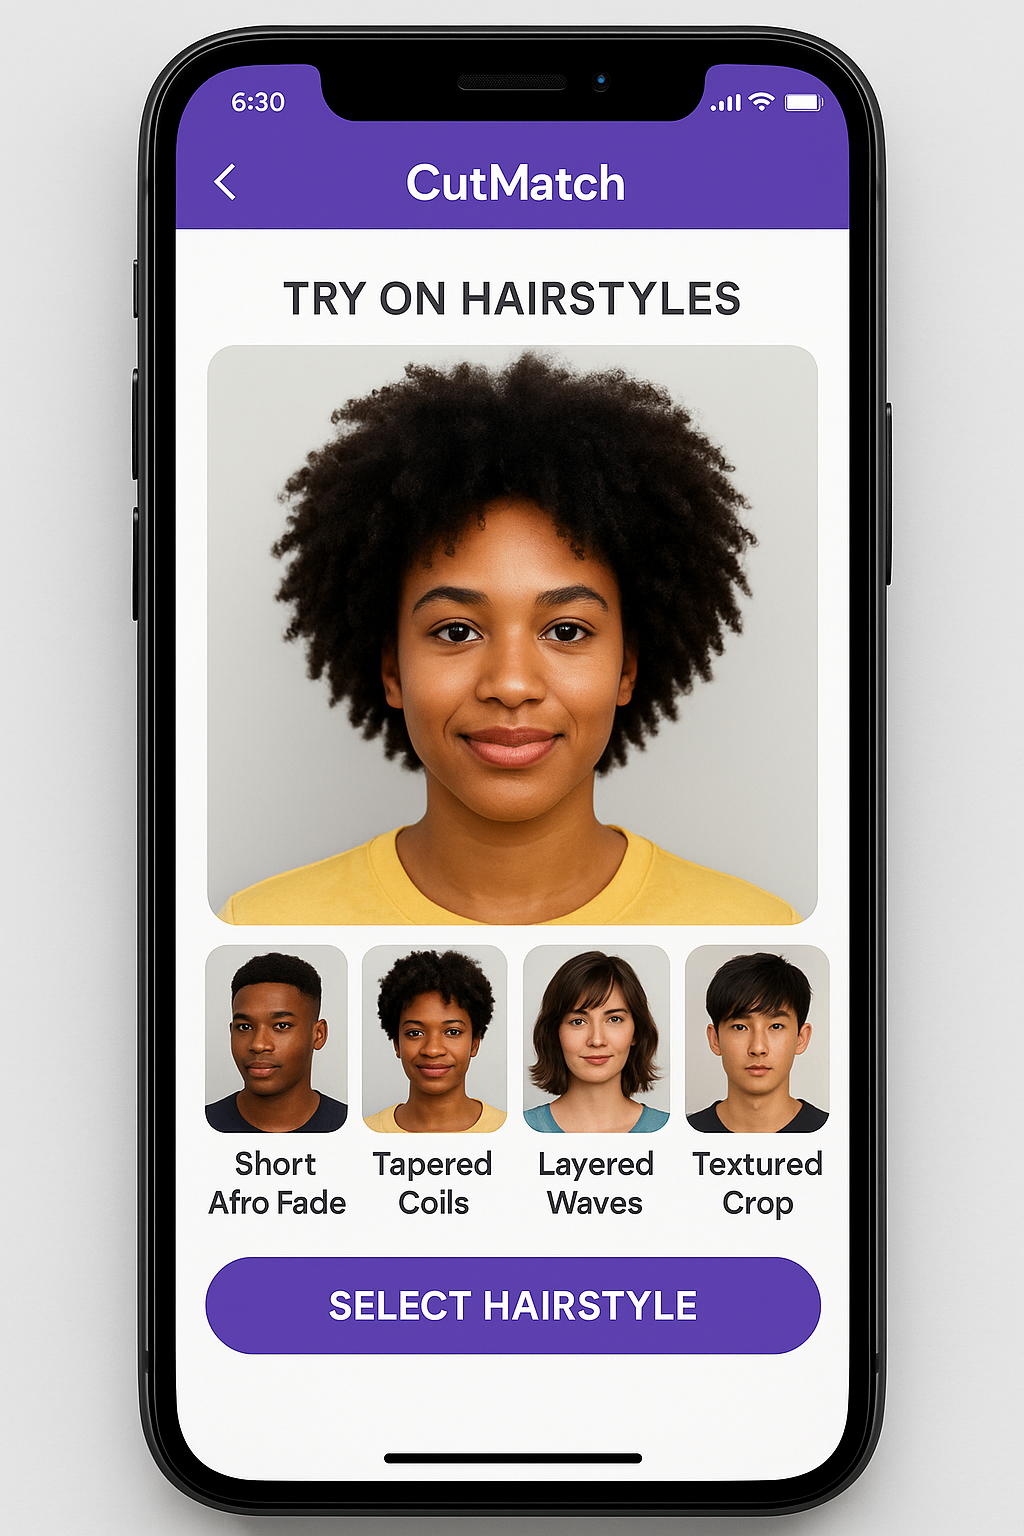 6:30
CutMatch
TRY ON HAIRSTYLES
Short
Afro Fade
Tapered
Coils
Layered
Waves
Textured
Crop
SELECT HAIRSTYLE